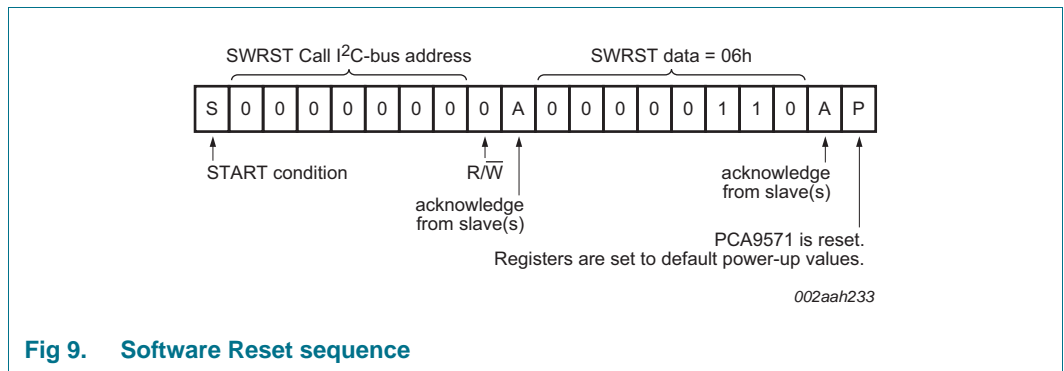 SWRST Call I²C-bus address
SWRST data = 06h
S 0 0 0 0 0 0 0 0 A 0 0 0 0 0 1 1 0 A P
START condition
R/W̅
acknowledge
from slave(s)
acknowledge
from slave(s)
PCA9571 is reset.
Registers are set to default power-up values.
002aah233
Fig 9. Software Reset sequence